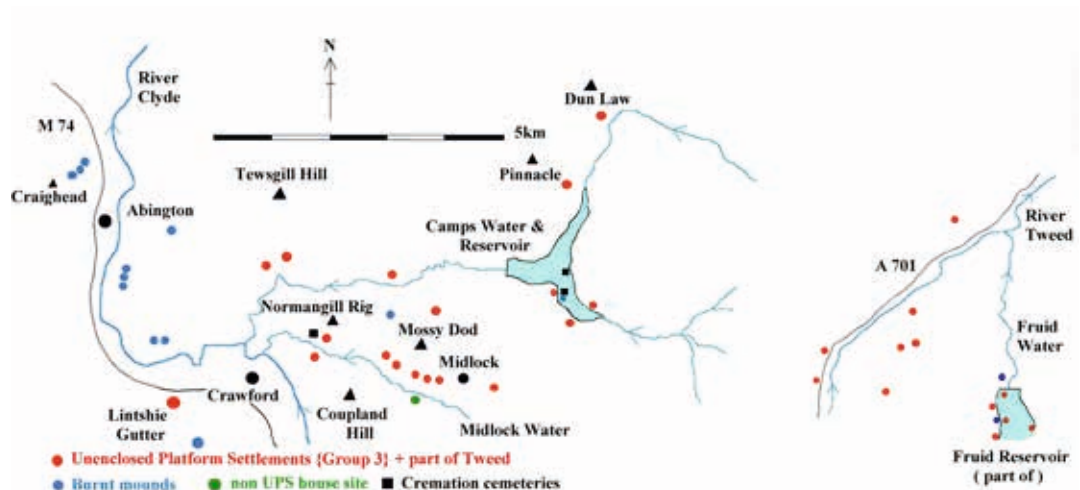 N
River
Clyde
M 74
Dun Law
5km
Craighead
Tewsgill Hill
Pinnacle
Abington
Camps Water &
Reservoir
River
Tweed
A 701
Normangill Rig
Mossy Dod
Midlock
Fruid
Water
Crawford
Lintshie
Gutter
Coupland
Hill
Midlock Water
Fruid Reservoir
( part of )
Unenclosed Platform Settlements {Group 3} + part of Tweed
Burnt mounds
non UPS house site
Cremation cemeteries